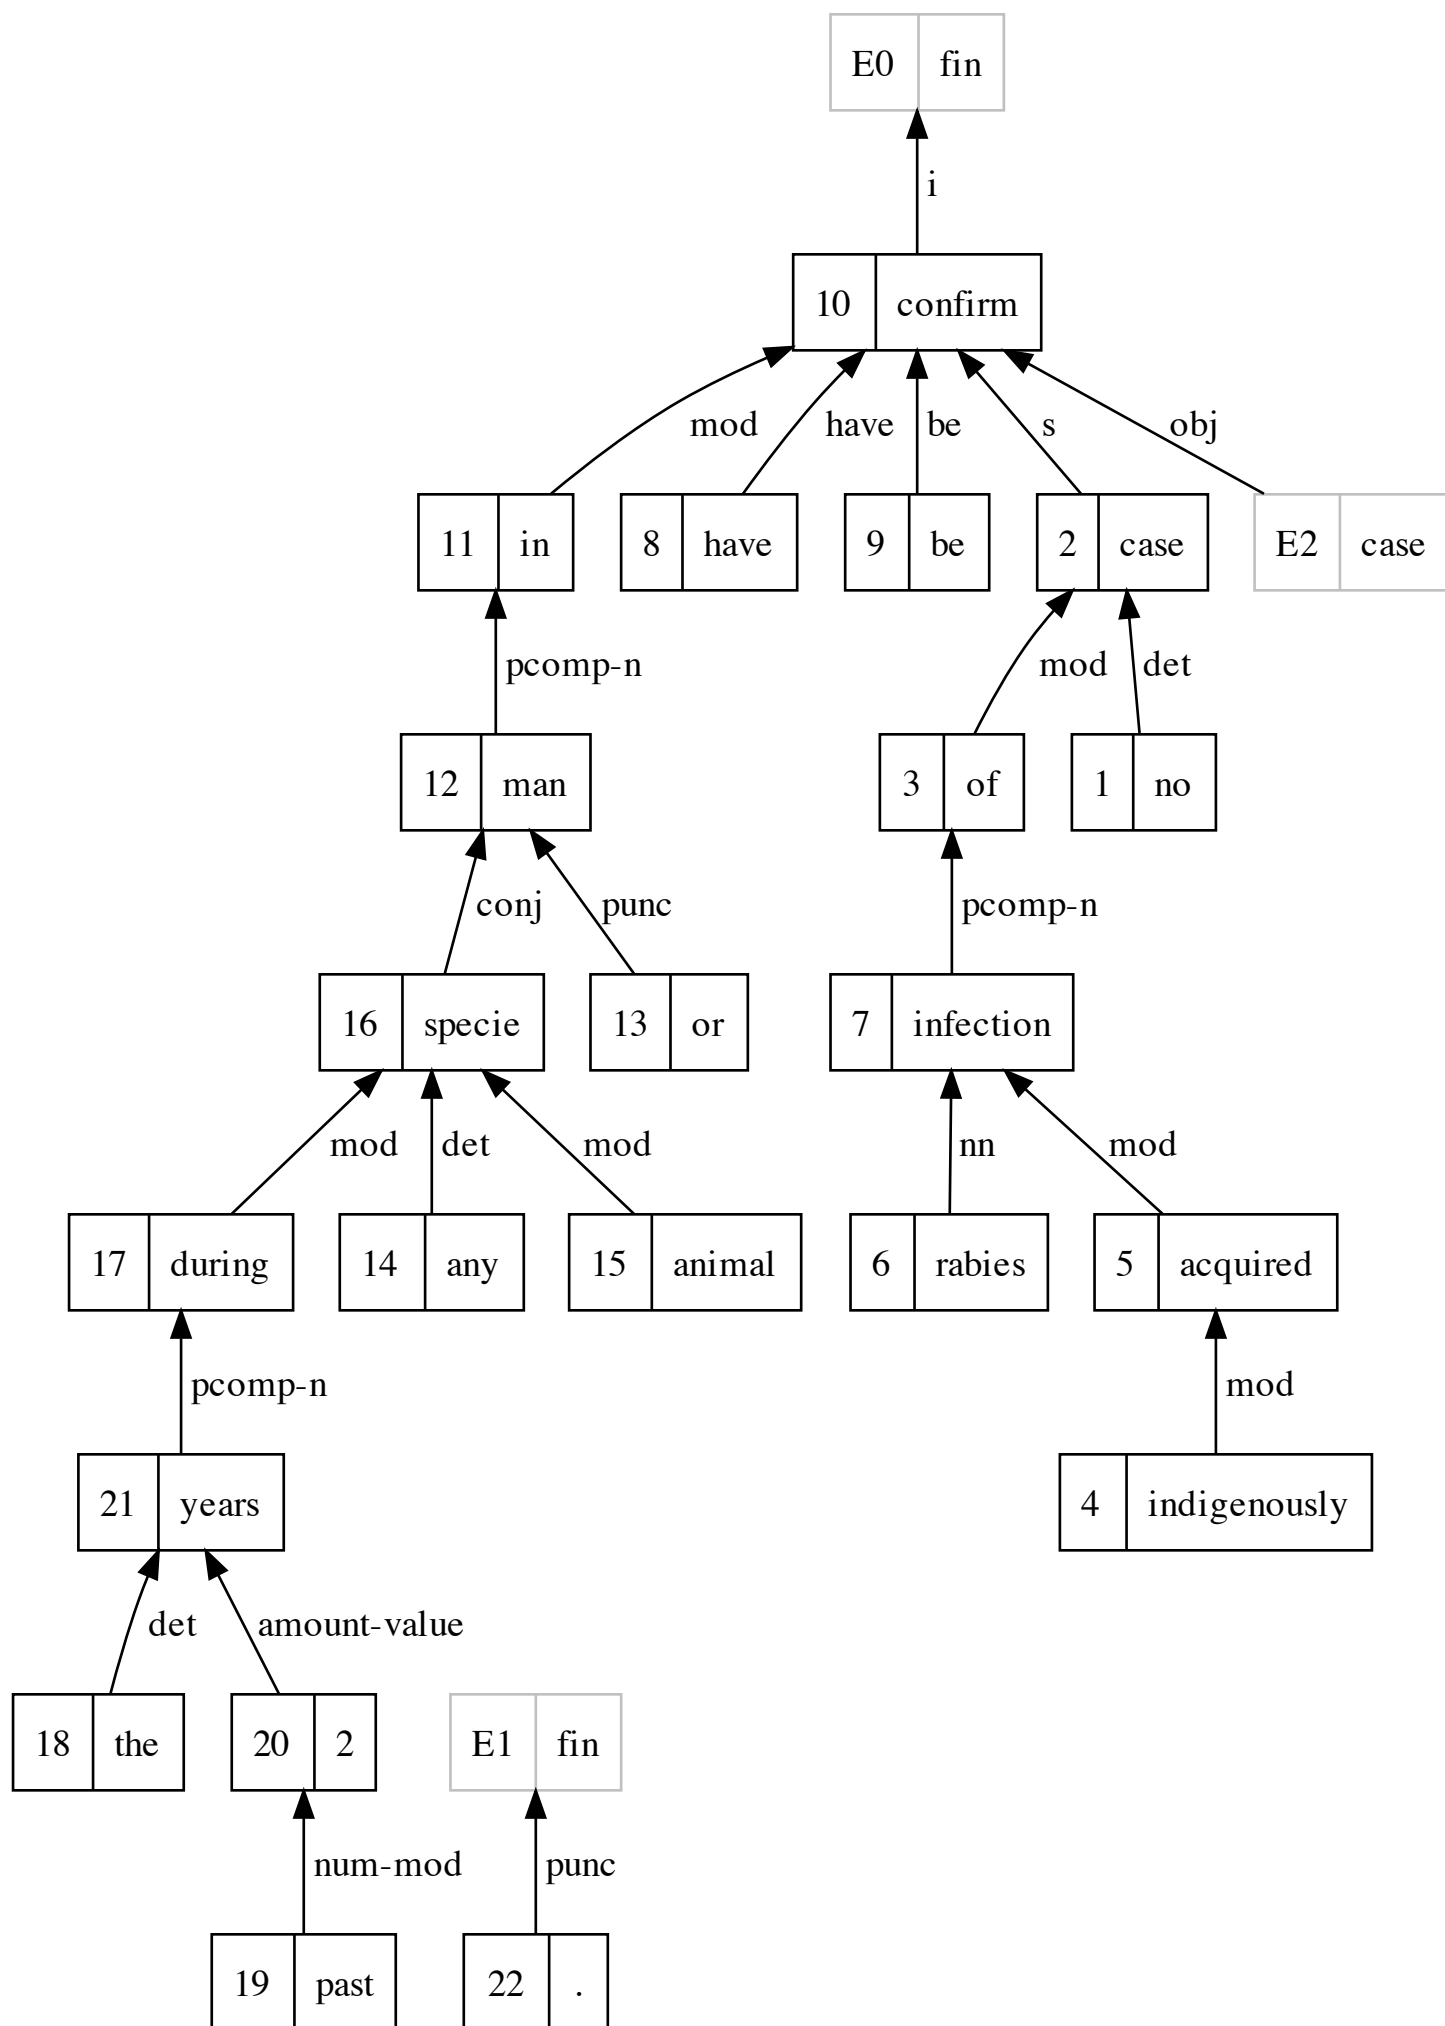 E0 fin
i
10 confirm
mod have be s obj
11 in 8 have 9 be 2 case E2 case
pcomp-n mod det
12 man 3 of 1 no
conj punc pcomp-n
16 specie 13 or 7 infection
mod det mod nn mod
17 during 14 any 15 animal 6 rabies 5 acquired
pcomp-n mod
21 years 4 indigenously
det amount-value
18 the 20 2 E1 fin
num-mod punc
19 past 22 .